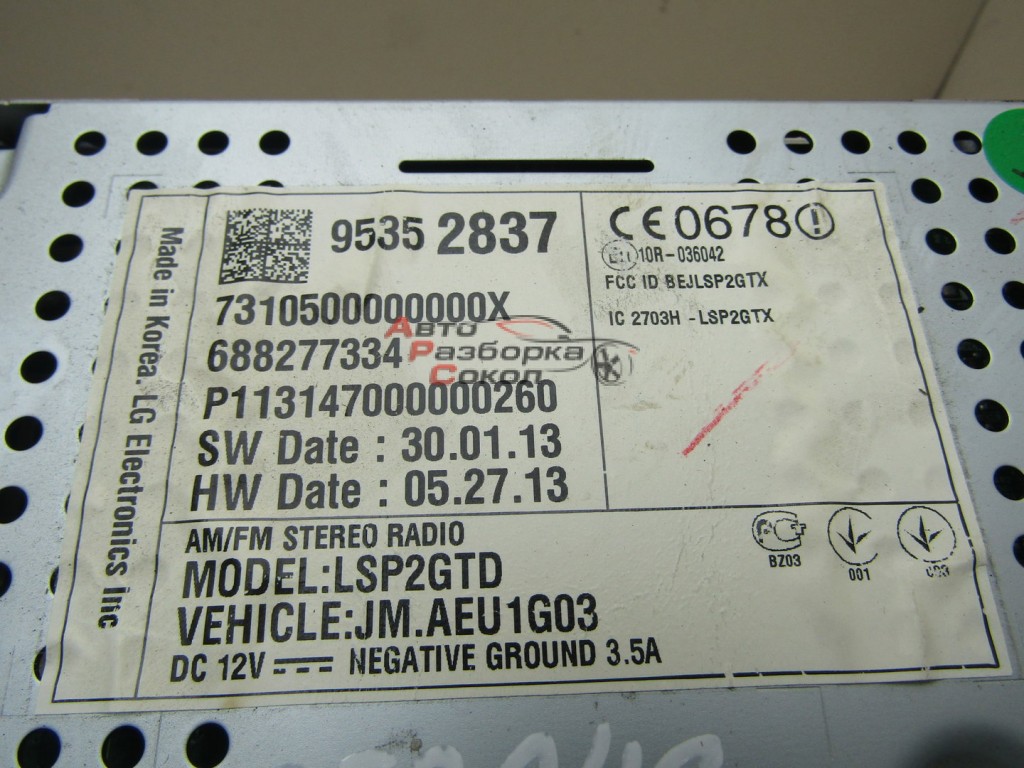 9535 2837
7310500000000X
688277334
P113147000000260
SW Date : 30.01.13
HW Date : 05.27.13
CE0678
10R-036042
FCC ID BEJLSP2GTX
IC 2703H -LSP2GTX
Авто
Разборка
Сокол
Made in Korea. LG Electronics Inc
AM/FM STEREO RADIO
MODEL:LSP2GTD
VEHICLE:JM.AEU1G03
DC 12V NEGATIVE GROUND 3.5A
BZ03
001